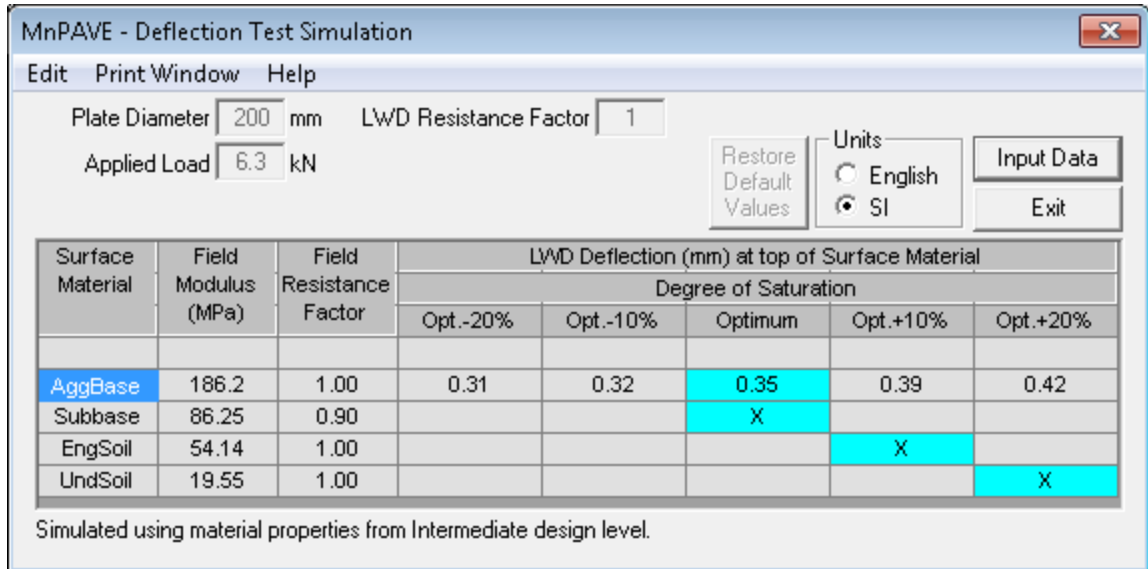 MnPAVE - Deflection Test Simulation
Edit Print Window Help
Plate Diameter 200 mm LWD Resistance Factor 1
Applied Load 6.3 kN
Restore Default Values
Units
English
SI
Input Data
Exit
Surface Material Field Modulus (MPa) Field Resistance Factor LWD Deflection (mm) at top of Surface Material
Degree of Saturation
Opt.-20% Opt.-10% Optimum Opt.+10% Opt.+20%
AggBase 186.2 1.00 0.31 0.32 0.35 0.39 0.42
Subbase 86.25 0.90 X
EngSoil 54.14 1.00 X
UndSoil 19.55 1.00 X
Simulated using material properties from Intermediate design level.